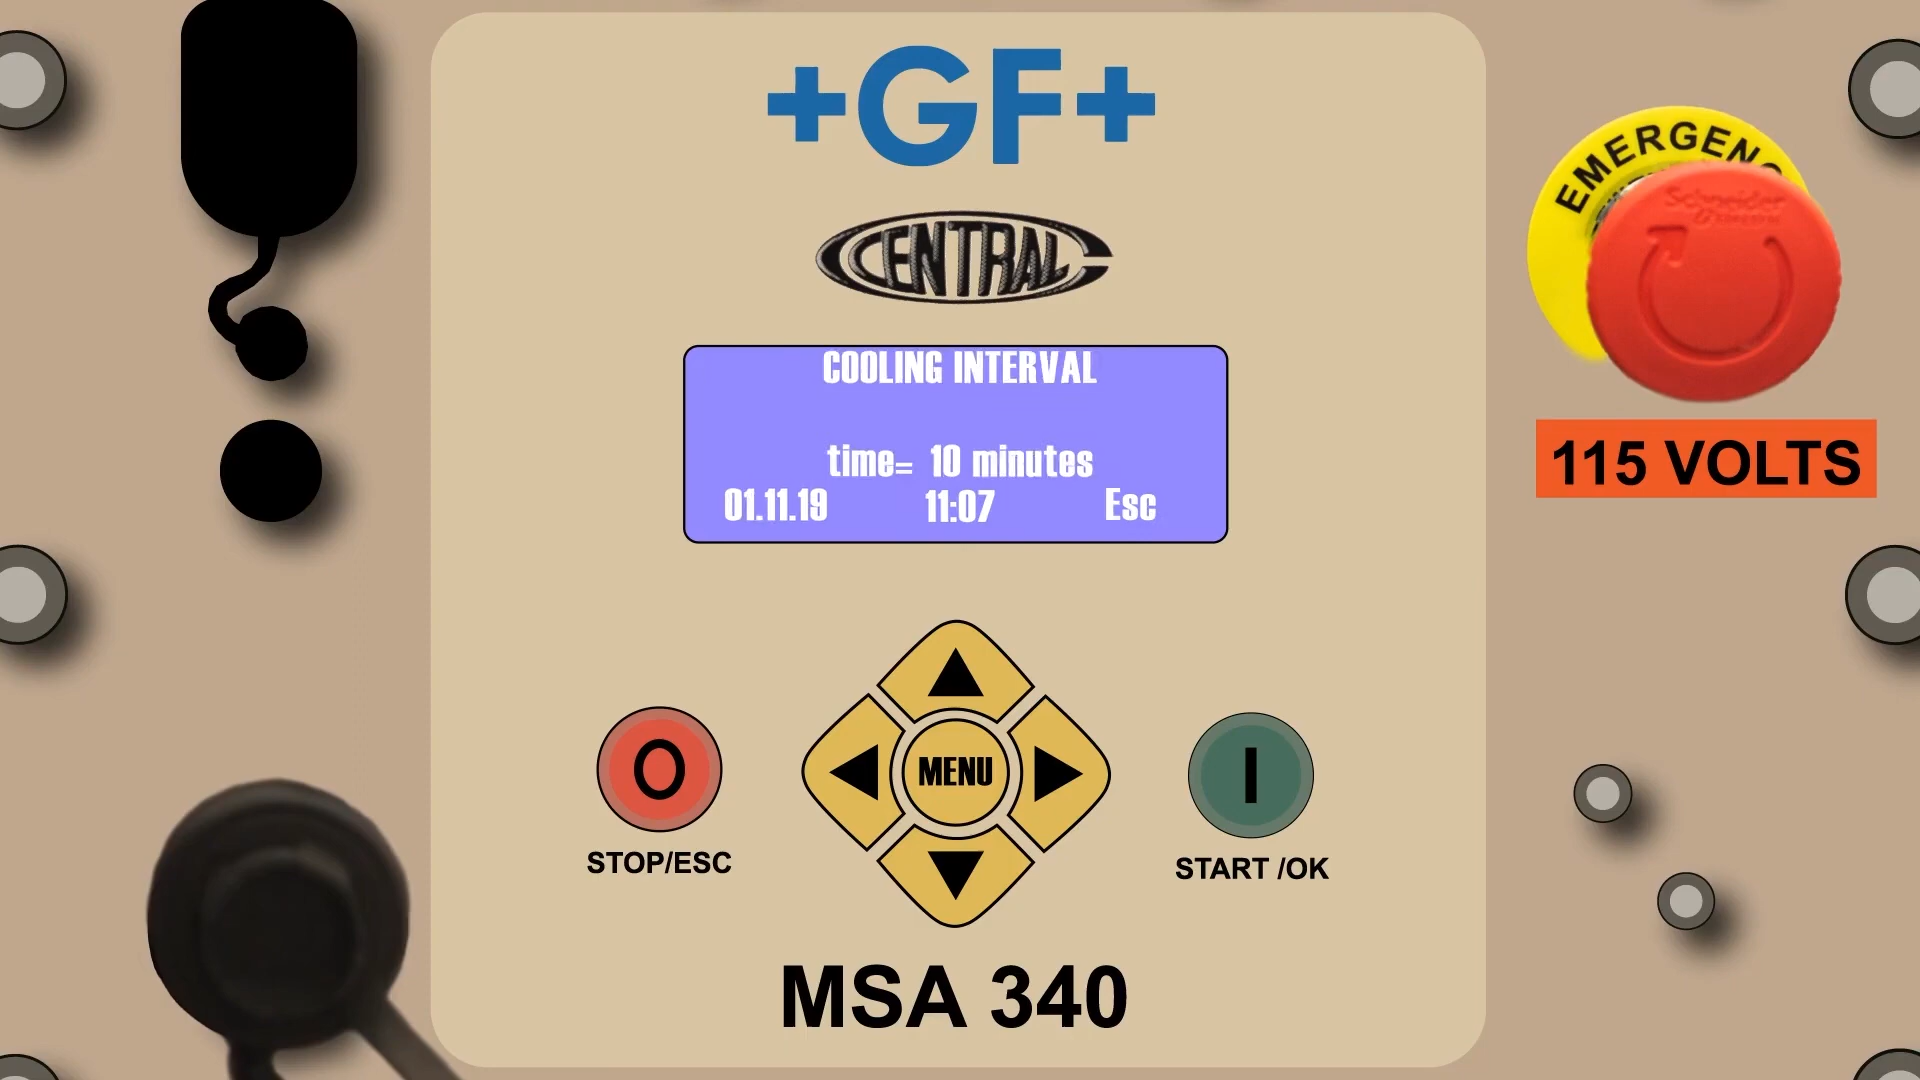 +GF+
CENTRAL
COOLING INTERVAL
time= 10 minutes
01.11.19 11:07 Esc
EMERGENC
Schneider
115 VOLTS
MENU
O
I
STOP/ESC
START /OK
MSA 340